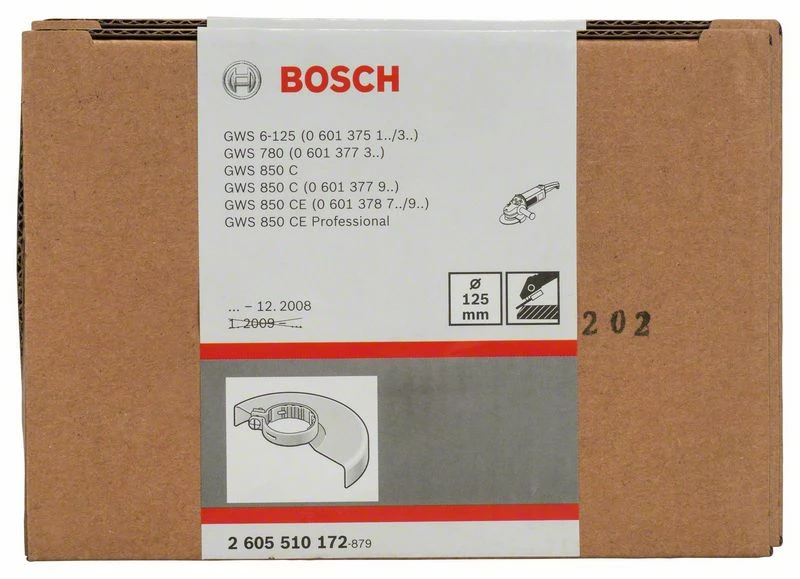 BOSCH
GWS 6-125 (0 601 375 1../3..)
GWS 780 (0 601 377 3..)
GWS 850 C
GWS 850 C (0 601 377 9..)
GWS 850 CE (0 601 378 7../9..)
GWS 850 CE Professional
... – 12. 2008
1. 2009 – ...
Ø
125
mm
202
2 605 510 172-879